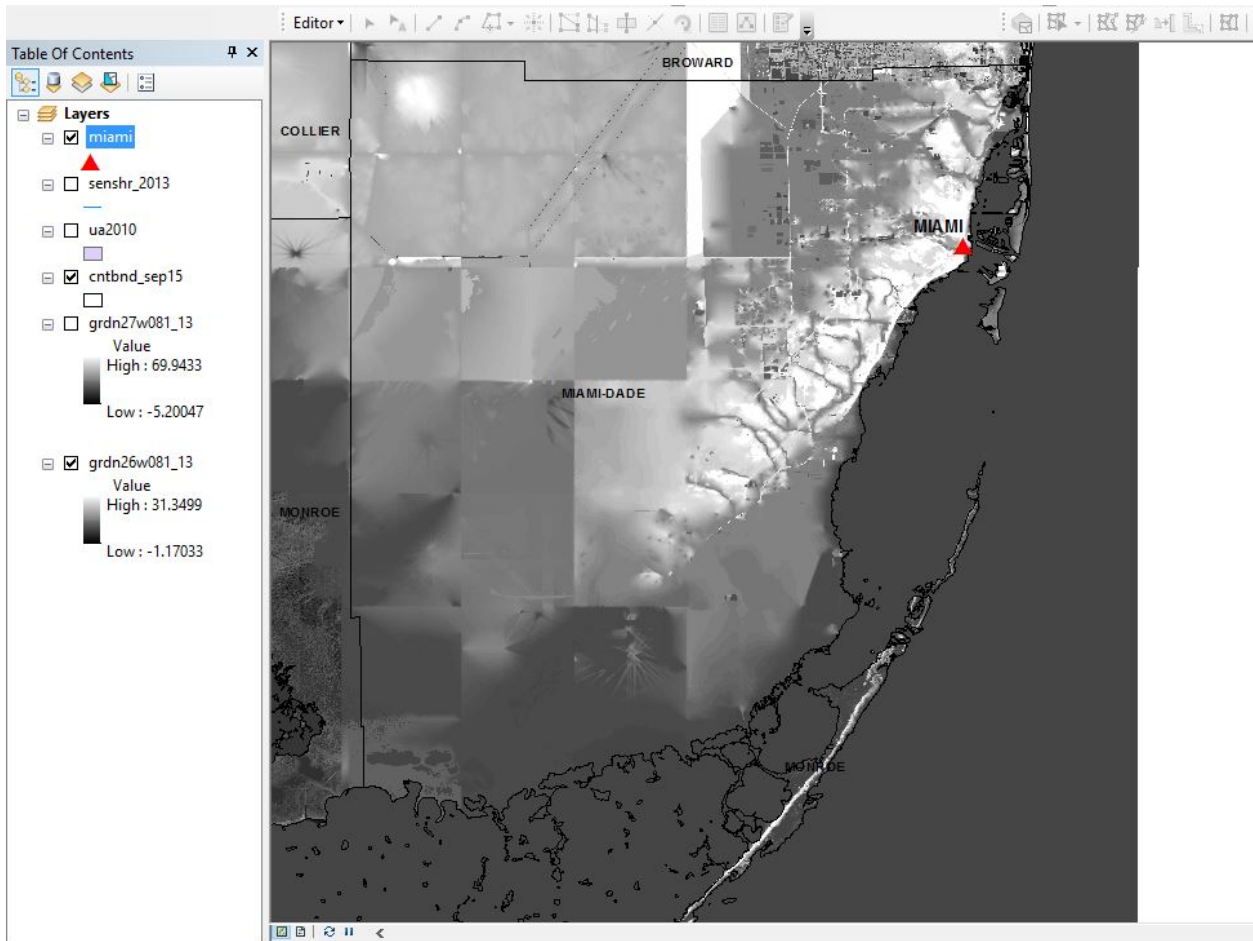 Editor
Table Of Contents
Layers
miami
senshr_2013
ua2010
cntbnd_sep15
grdn27w081_13
Value
High : 69.9433
Low : -5.20047
grdn26w081_13
Value
High : 31.3499
Low : -1.17033
BROWARD
COLLIER
MIAMI
MIAMI-DADE
MONROE
MONROE